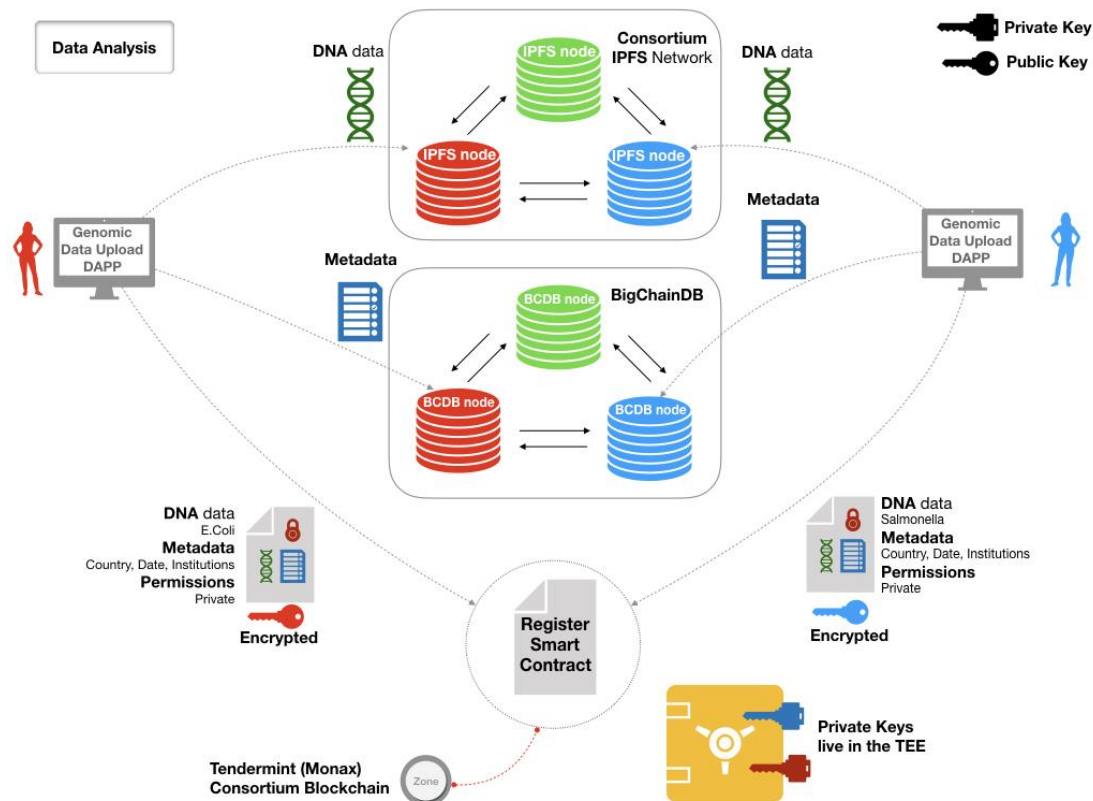 Data Analysis
DNA data
Consortium
IPFS Network
DNA data
Private Key
Public Key
IPFS node
IPFS node
IPFS node
Genomic
Data Upload
DAPP
Metadata
Genomic
Data Upload
DAPP
Metadata
BCDB node
BigChainDB
BCDB node
BCDB node
DNA data
E.Coli
Metadata
Country, Date, Institutions
Permissions
Private
Encrypted
DNA data
Salmonella
Metadata
Country, Date, Institutions
Permissions
Private
Encrypted
Register
Smart
Contract
Private Keys
live in the TEE
Tendermint (Monax)
Consortium Blockchain
Zone